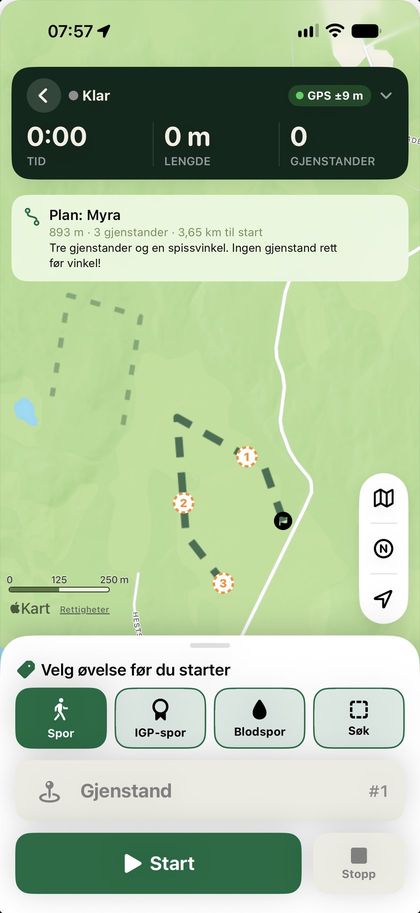 07:57
Klar
GPS ±9 m
0:00
0 m
0
TID
LENGDE
GJENSTANDER
Plan: Myra
893 m · 3 gjenstander · 3,65 km til start
Tre gjenstander og en spissvinkel. Ingen gjenstand rett
før vinkel!
1
2
3
N
0 125 250 m
Kart Rettigheter
Velg øvelse før du starter
Spor
IGP-spor
Blodspor
Søk
Gjenstand
#1
Start
Stopp